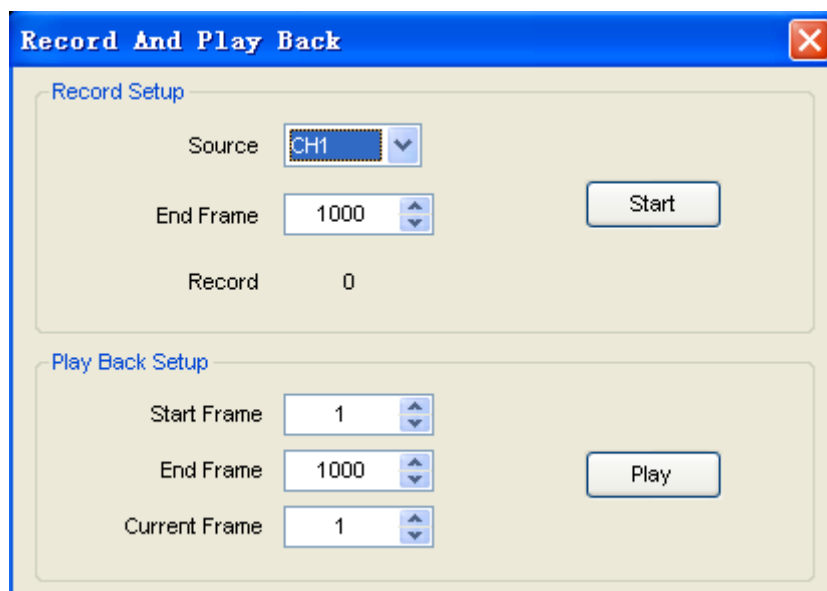 Record And Play Back
Record Setup
Source CH1
End Frame 1000
Start
Record 0
Play Back Setup
Start Frame 1
End Frame 1000
Play
Current Frame 1